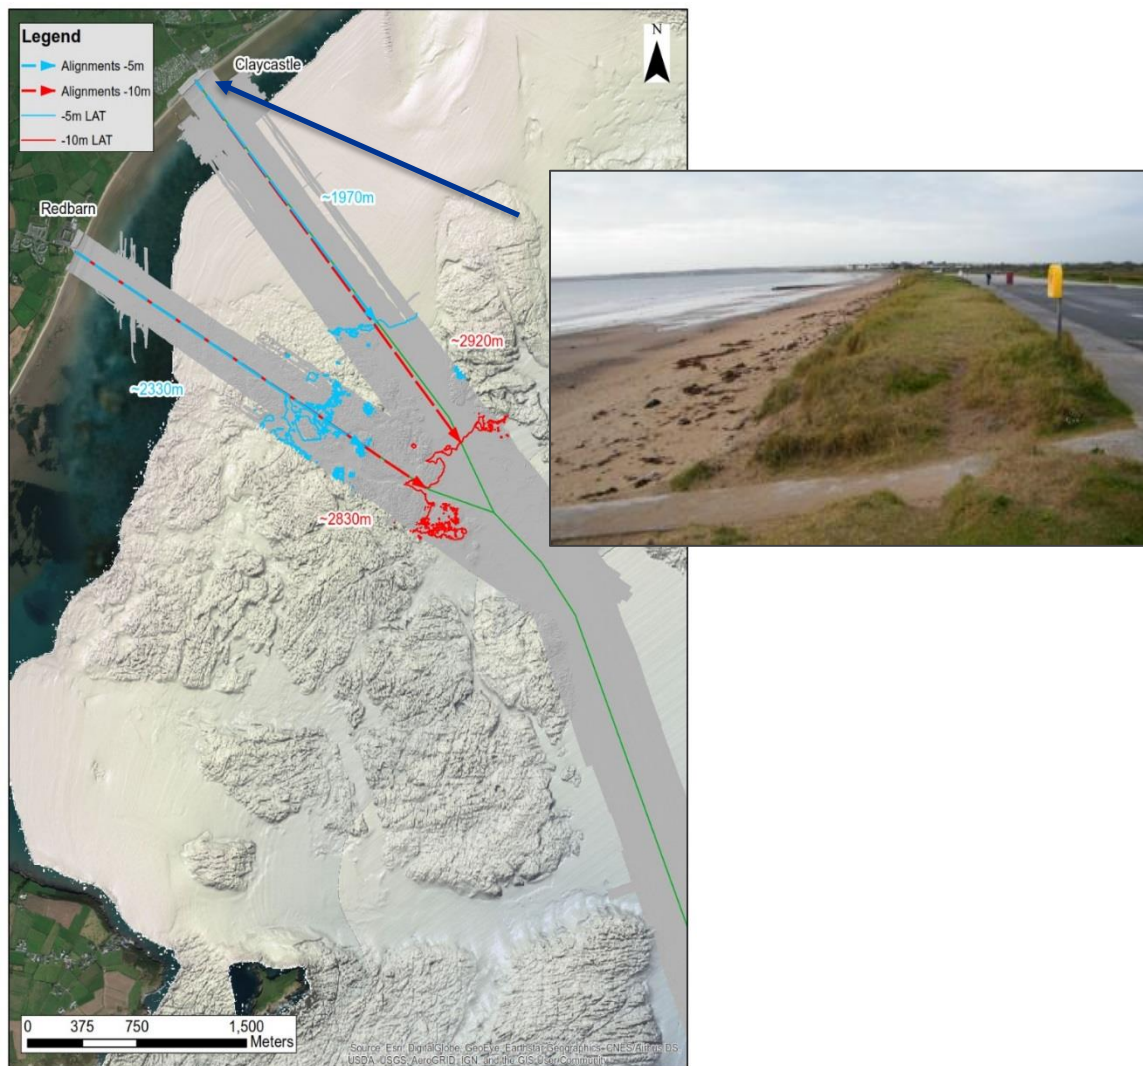 Legend
Alignments -5m
Alignments -10m
-5m LAT
-10m LAT
N
Claycastle
~1970m
Redbarn
~2920m
~2330m
~2830m
0 375 750 1,500
Meters
Source: Esri, DigitalGlobe, GeoEye, Earthstar Geographics, CNES/Airbus DS,
USDA, USGS, AeroGRID, IGN, and the GIS User Community